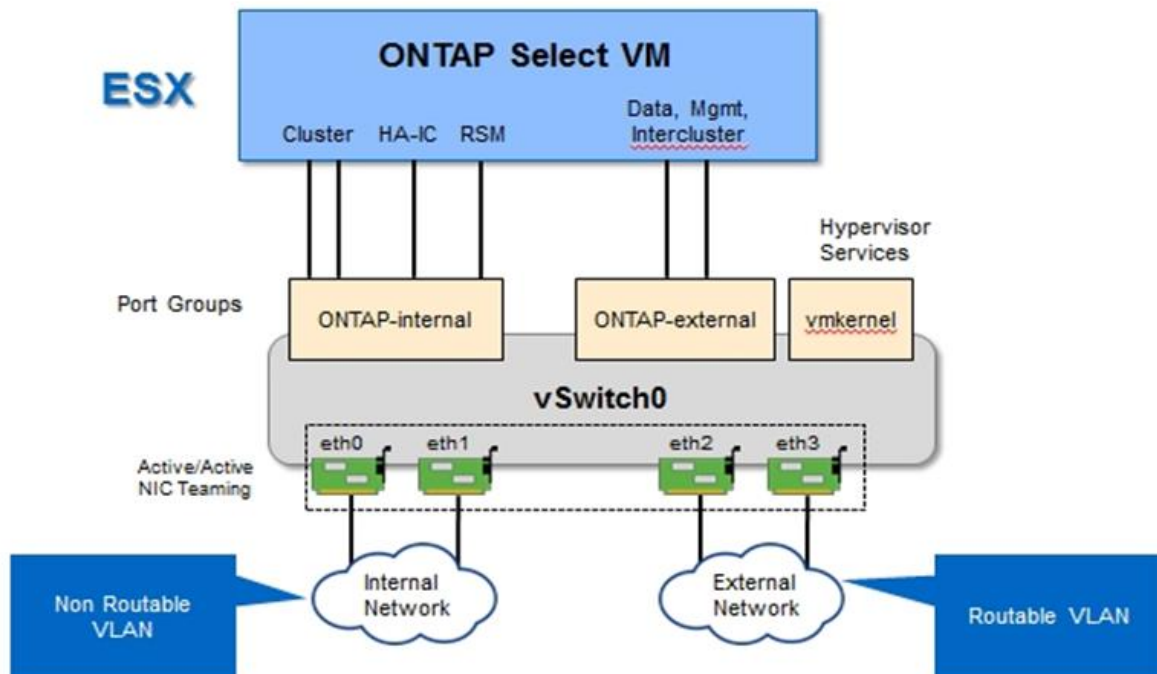 ONTAP Select VM
ESX
Data, Mgmt,
Cluster HA-IC RSM Intercluster
Hypervisor
Services
Port Groups
ONTAP-internal ONTAP-external vmkernel
vSwitch0
eth0 eth1 eth2 eth3
Active/Active
NIC Teaming
Internal
Network
External
Network
Non Routable
VLAN
Routable VLAN